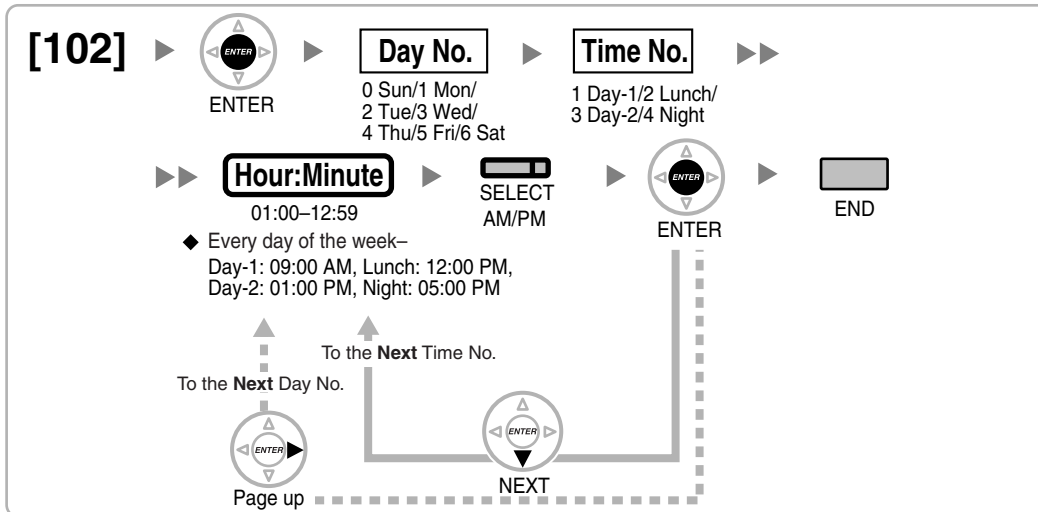 [102]
ENTER
ENTER
Day No.
0 Sun/1 Mon/
2 Tue/3 Wed/
4 Thu/5 Fri/6 Sat
Time No.
1 Day-1/2 Lunch/
3 Day-2/4 Night
Hour:Minute
01:00–12:59
SELECT
AM/PM
ENTER
ENTER
END
◆ Every day of the week–
Day-1: 09:00 AM, Lunch: 12:00 PM,
Day-2: 01:00 PM, Night: 05:00 PM
To the Next Time No.
To the Next Day No.
ENTER
Page up
ENTER
NEXT